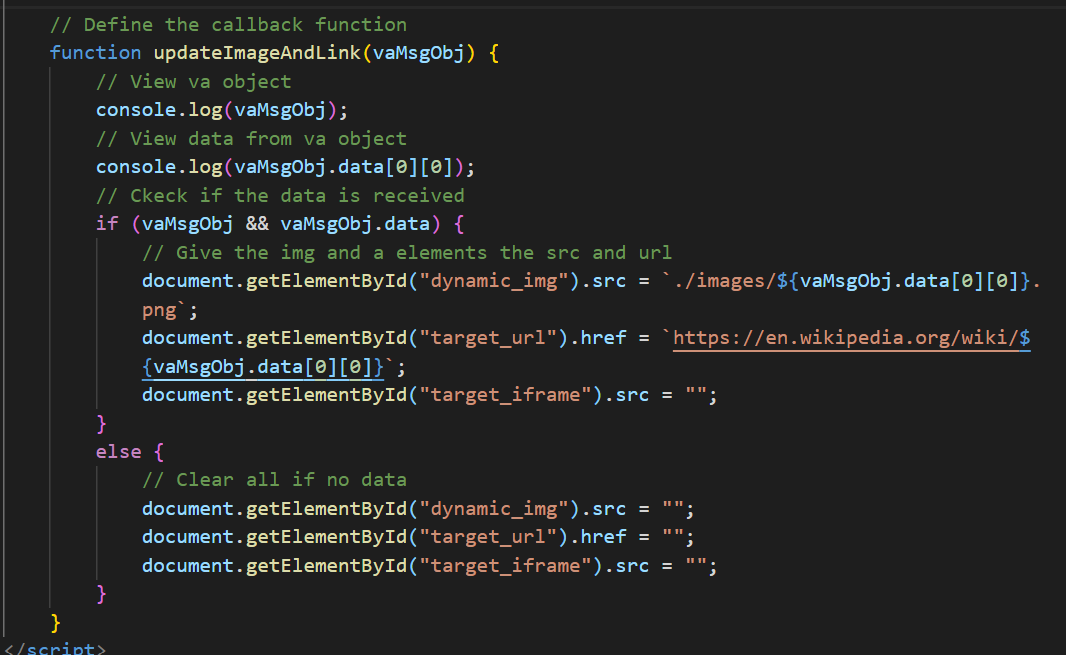 // Define the callback function
function updateImageAndLink(vaMsgObj) {
// View va object
console.log(vaMsgObj);
// View data from va object
console.log(vaMsgObj.data[0][0]);
// Ckeck if the data is received
if (vaMsgObj && vaMsgObj.data) {
// Give the img and a elements the src and url
document.getElementById("dynamic_img").src = `./images/${vaMsgObj.data[0][0]}.
png`;
document.getElementById("target_url").href = `https://en.wikipedia.org/wiki/$
{vaMsgObj.data[0][0]}`;
document.getElementById("target_iframe").src = "";
}
else {
// Clear all if no data
document.getElementById("dynamic_img").src = "";
document.getElementById("target_url").href = "";
document.getElementById("target_iframe").src = "";
}
}
</script>